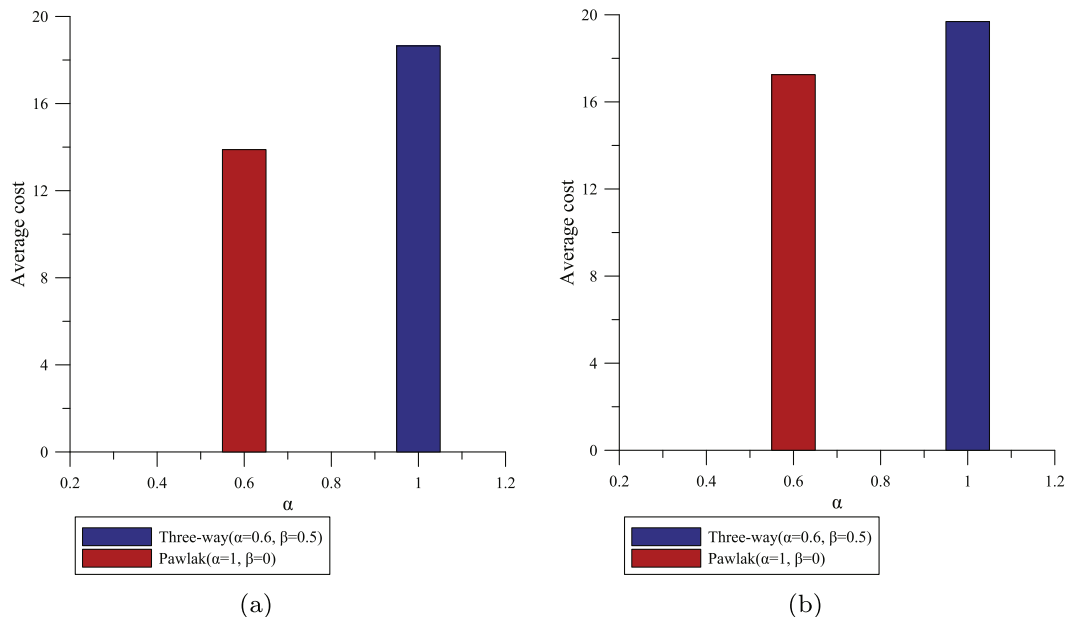 20
16
12
8
4
0
Average cost
0.2 0.4 0.6 0.8 1 1.2
α
Three-way(α=0.6, β=0.5)
Pawlak(α=1, β=0)
(a)
20
16
12
8
4
0
Average cost
0.2 0.4 0.6 0.8 1 1.2
α
Three-way(α=0.6, β=0.5)
Pawlak(α=1, β=0)
(b)